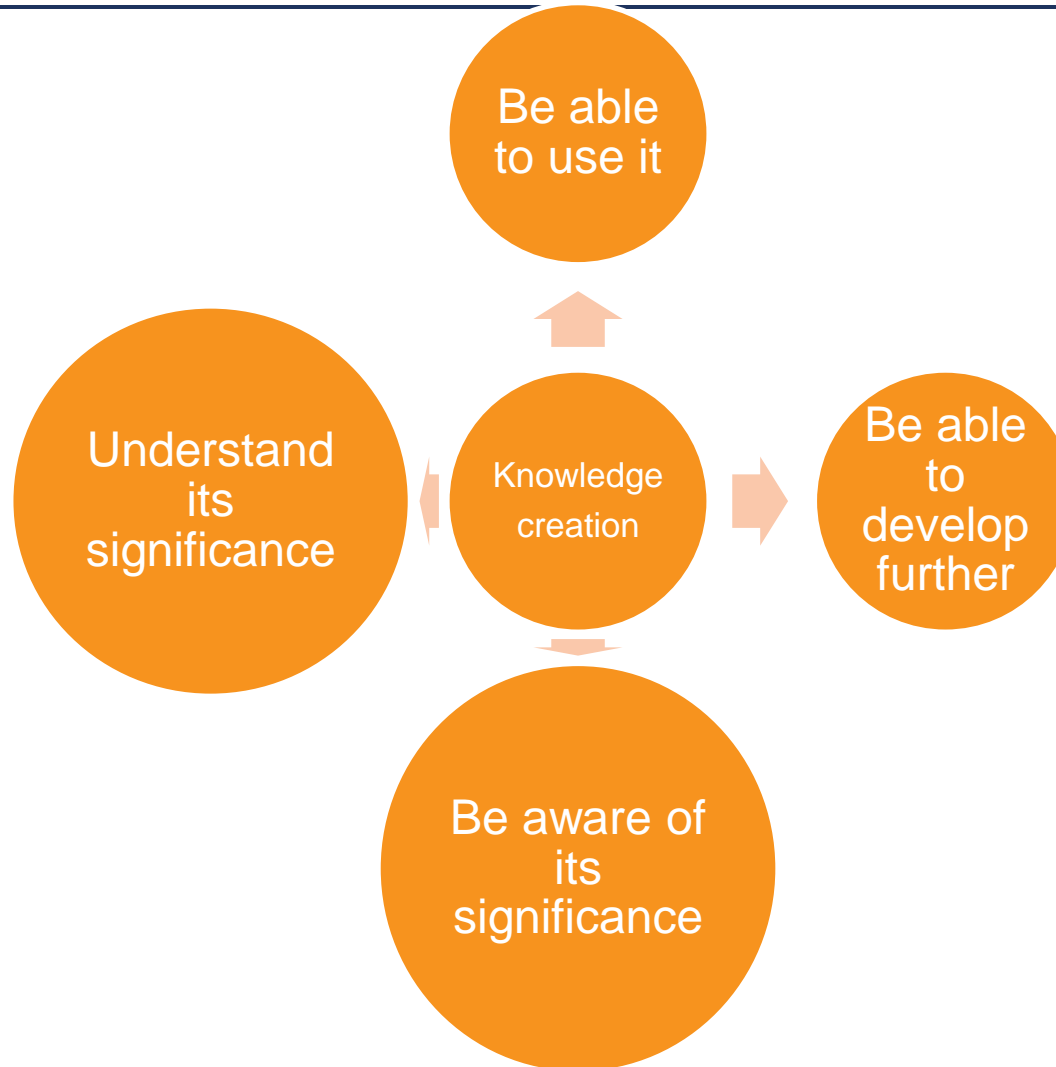 Be able
to use it
Understand
its
significance
Knowledge
creation
Be able
to
develop
further
Be aware of
its
significance